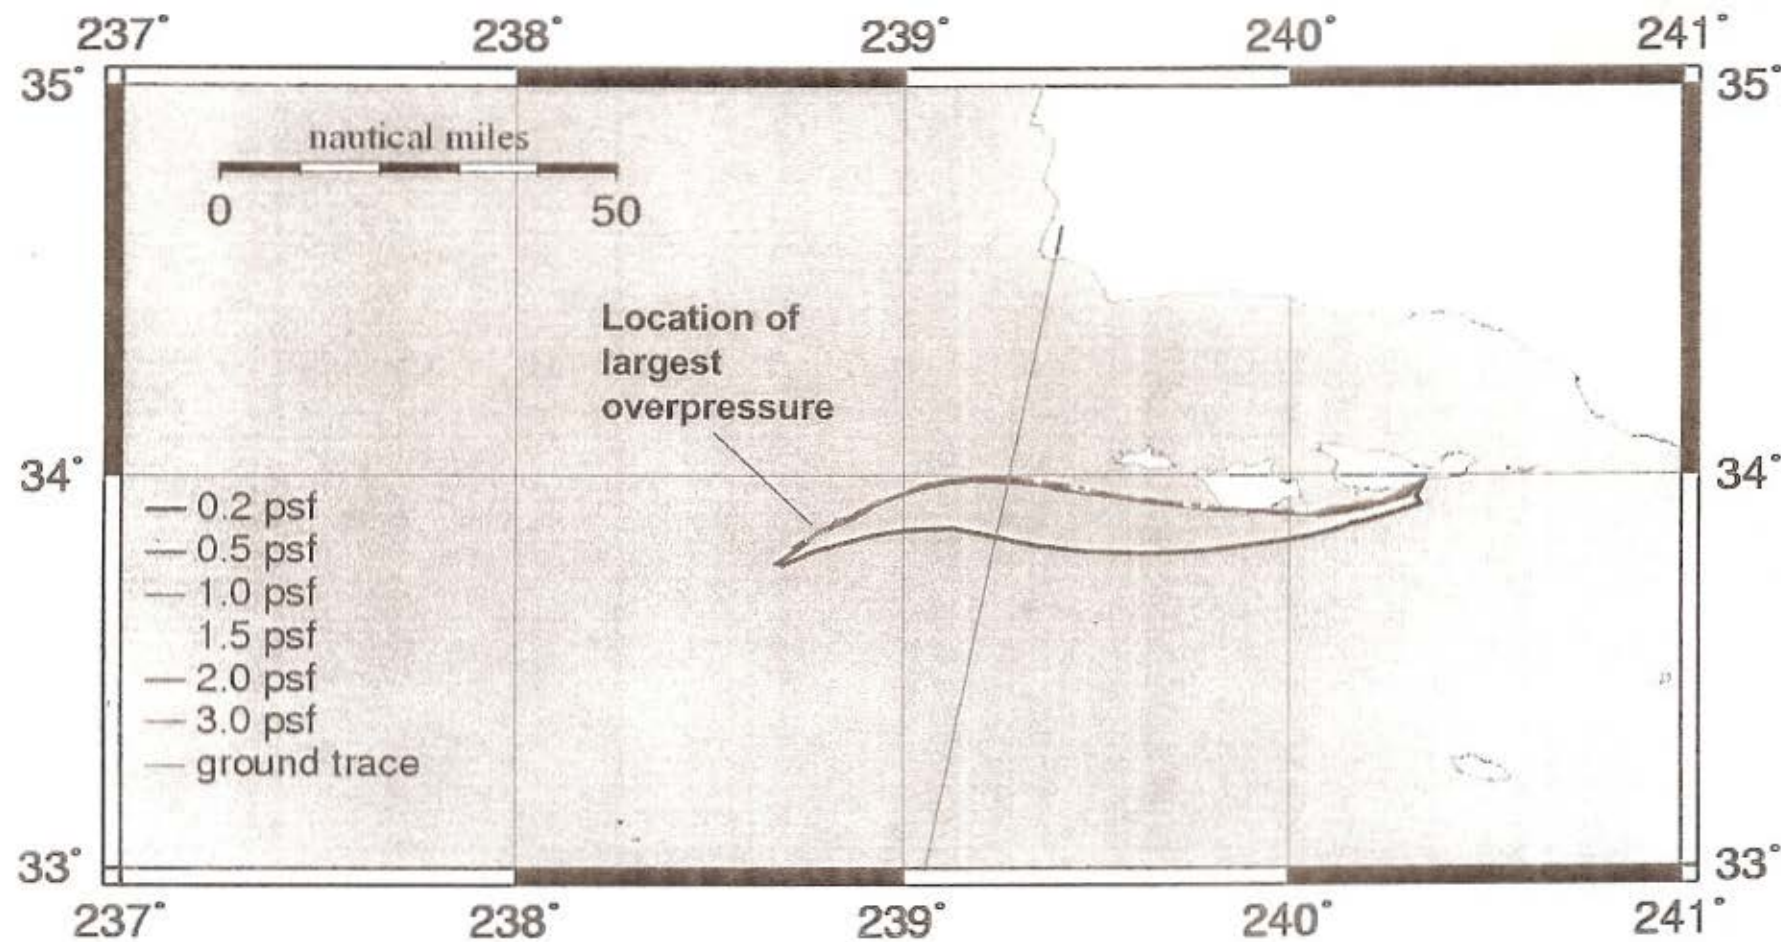 237° 238° 239° 240° 241°
35° 35°
nautical miles
0 50
Location of
largest
overpressure
34° 34°
0.2 psf
0.5 psf
1.0 psf
1.5 psf
2.0 psf
3.0 psf
ground trace
33° 33°
237° 238° 239° 240° 241°